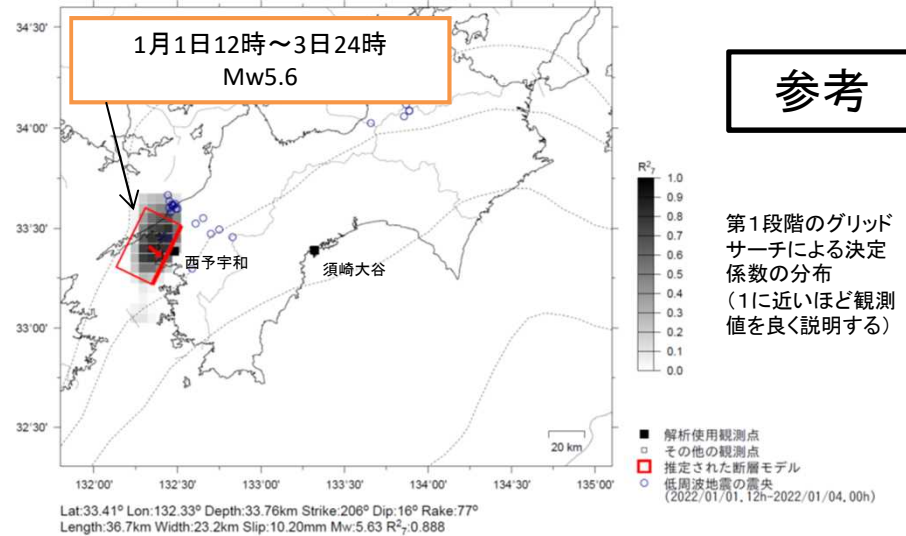 1月1日12時～3日24時
Mw5.6
参考
34°30'
34°00'
33°30'
33°00'
32°30'
132°00'
132°30'
133°00'
133°30'
134°00'
134°30'
135°00'
西予宇和
須崎大谷
20 km
R²₇
1.0
0.9
0.8
0.7
0.6
0.5
0.4
0.3
0.2
0.1
0.0
第1段階のグリッド
サーチによる決定
係数の分布
（1に近いほど観測
値を良く説明する）
解析使用観測点
その他の観測点
推定された断層モデル
低周波地震の震央
(2022/01/01.12h-2022/01/04.00h)
Lat:33.41º Lon:132.33º Depth:33.76km Strike:206º Dip:16º Rake:77º
Length:36.7km Width:23.2km Slip:10.20mm Mw:5.63 R²₇:0.888